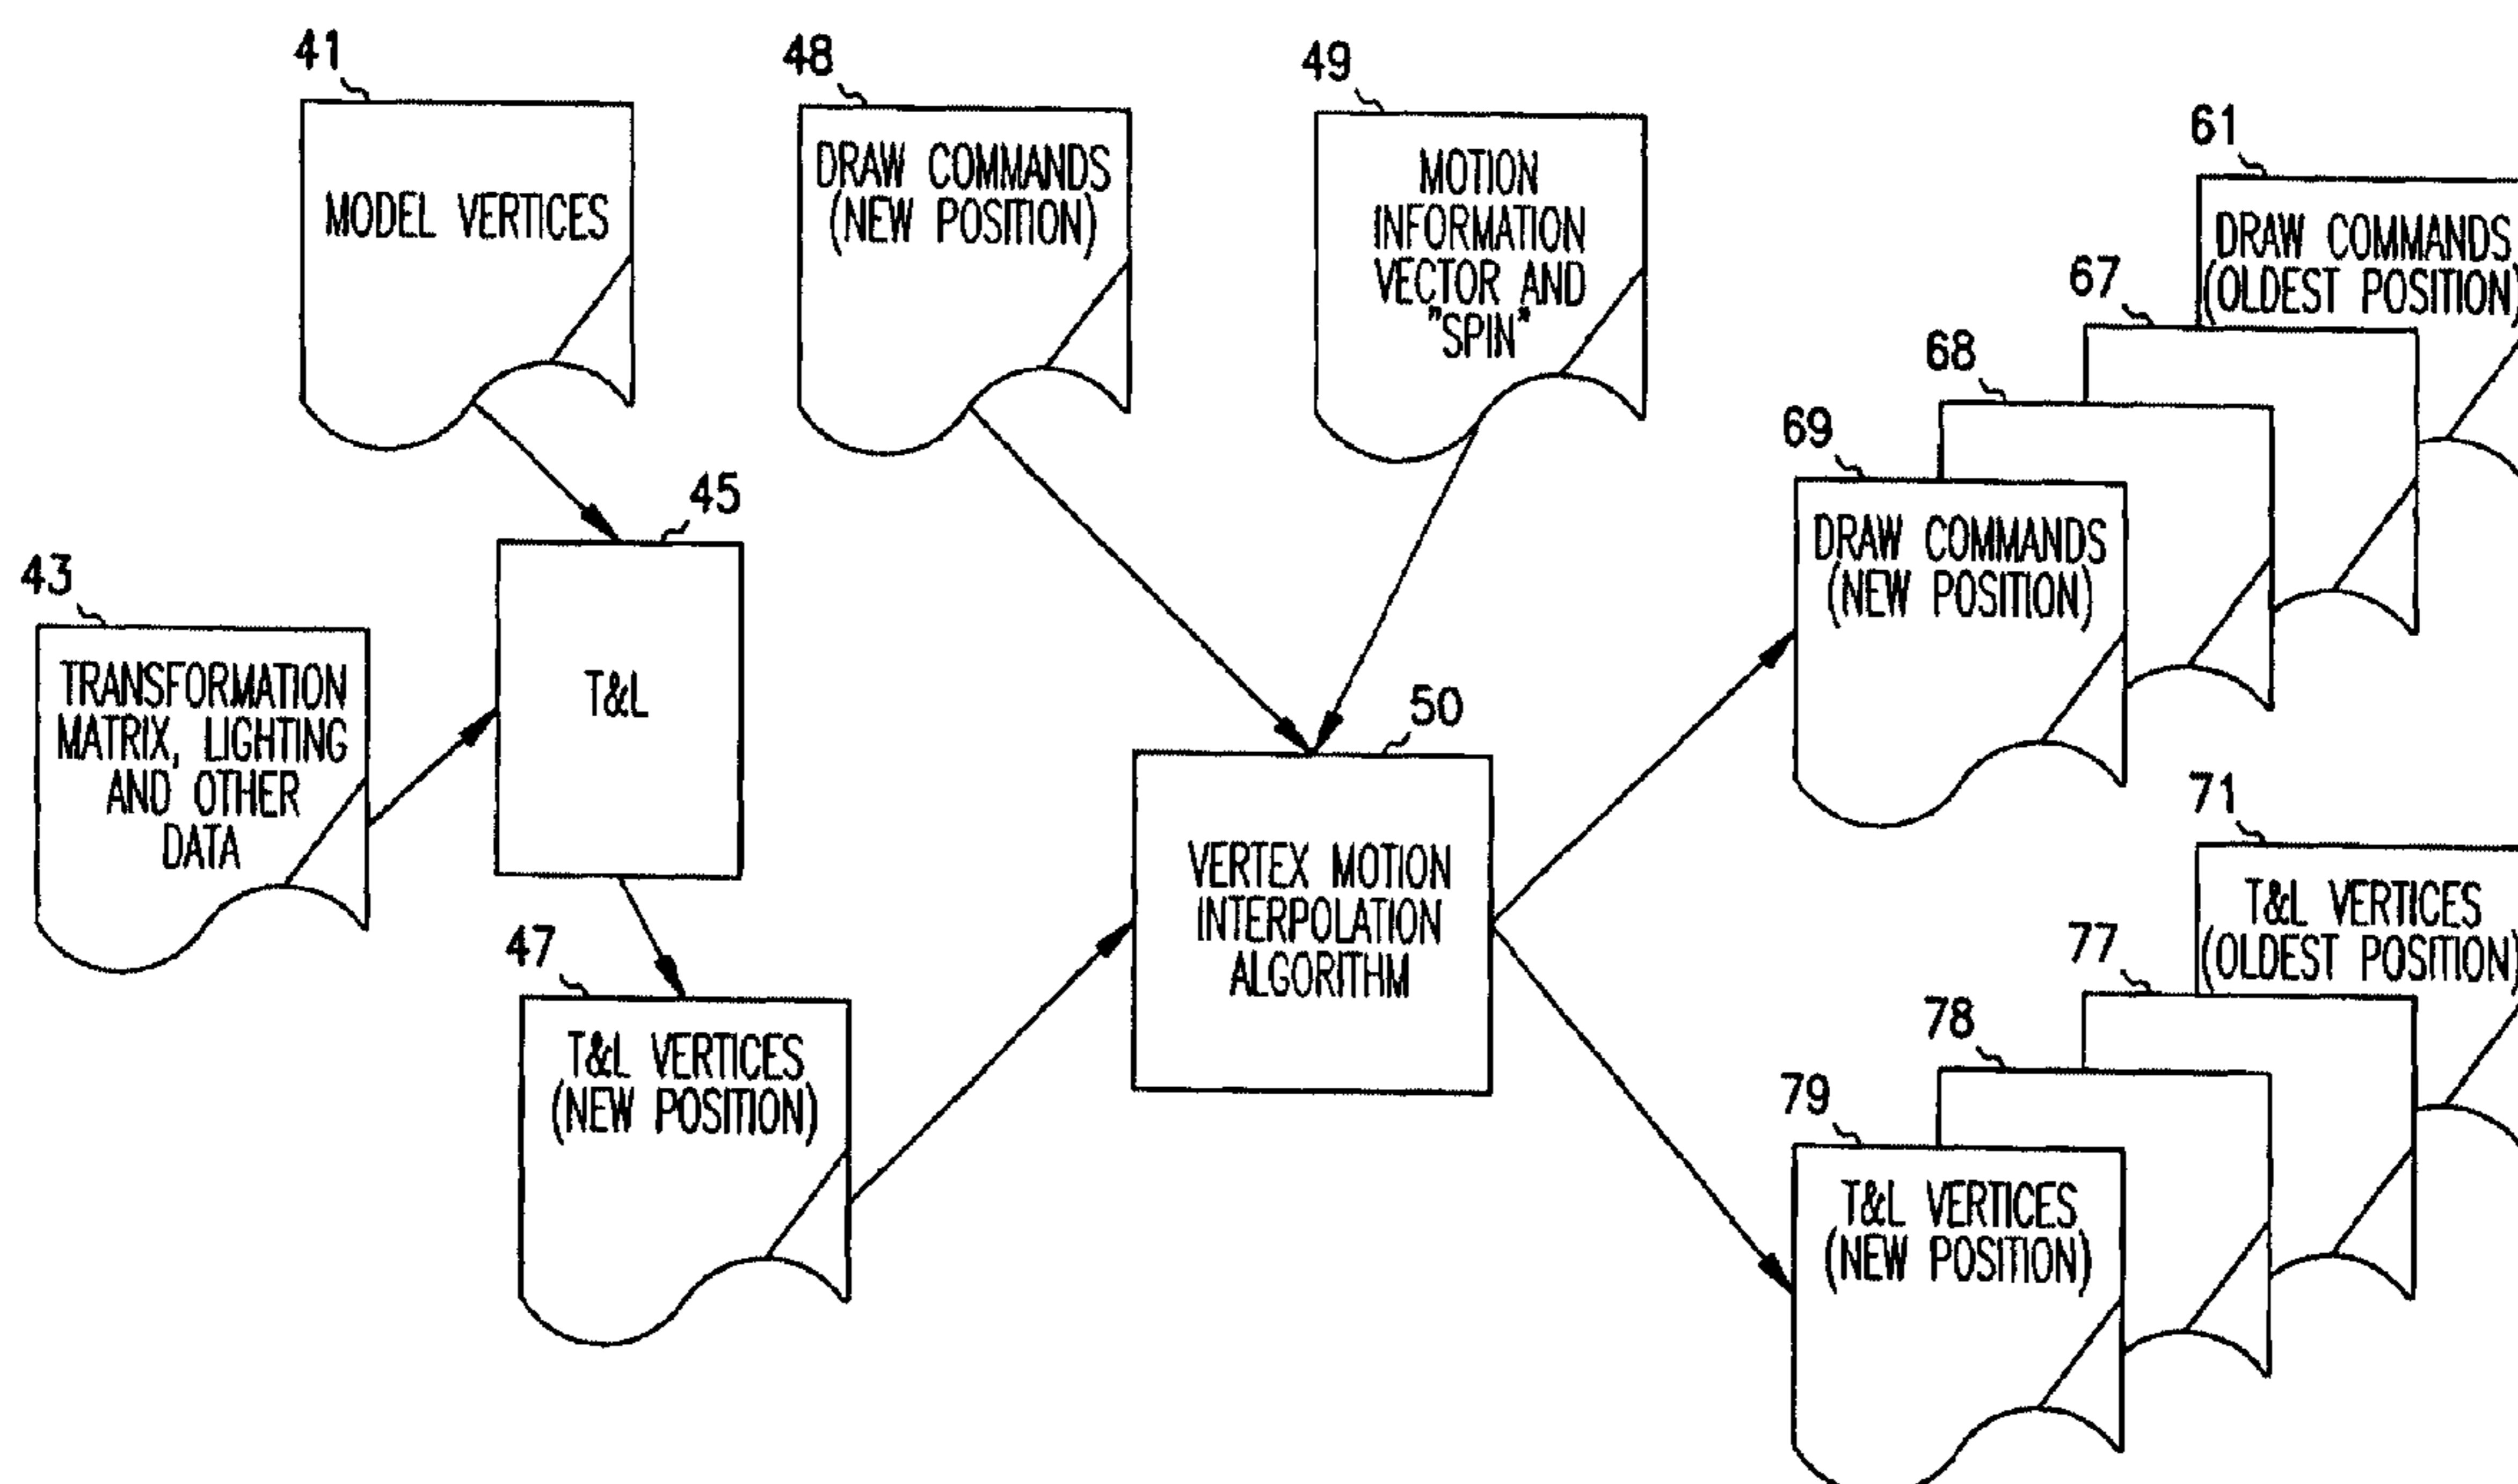 41
MODEL VERTICES
48
DRAW COMMANDS
(NEW POSITION)
49
MOTION
INFORMATION
VECTOR AND
"SPIN"
61
DRAW COMMANDS
(OLDEST POSITION)
67
68
69
DRAW COMMANDS
(NEW POSITION)
43
TRANSFORMATION
MATRIX, LIGHTING
AND OTHER
DATA
45
T&L
47
T&L VERTICES
(NEW POSITION)
50
VERTEX MOTION
INTERPOLATION
ALGORITHM
71
T&L VERTICES
(OLDEST POSITION)
77
78
79
T&L VERTICES
(NEW POSITION)